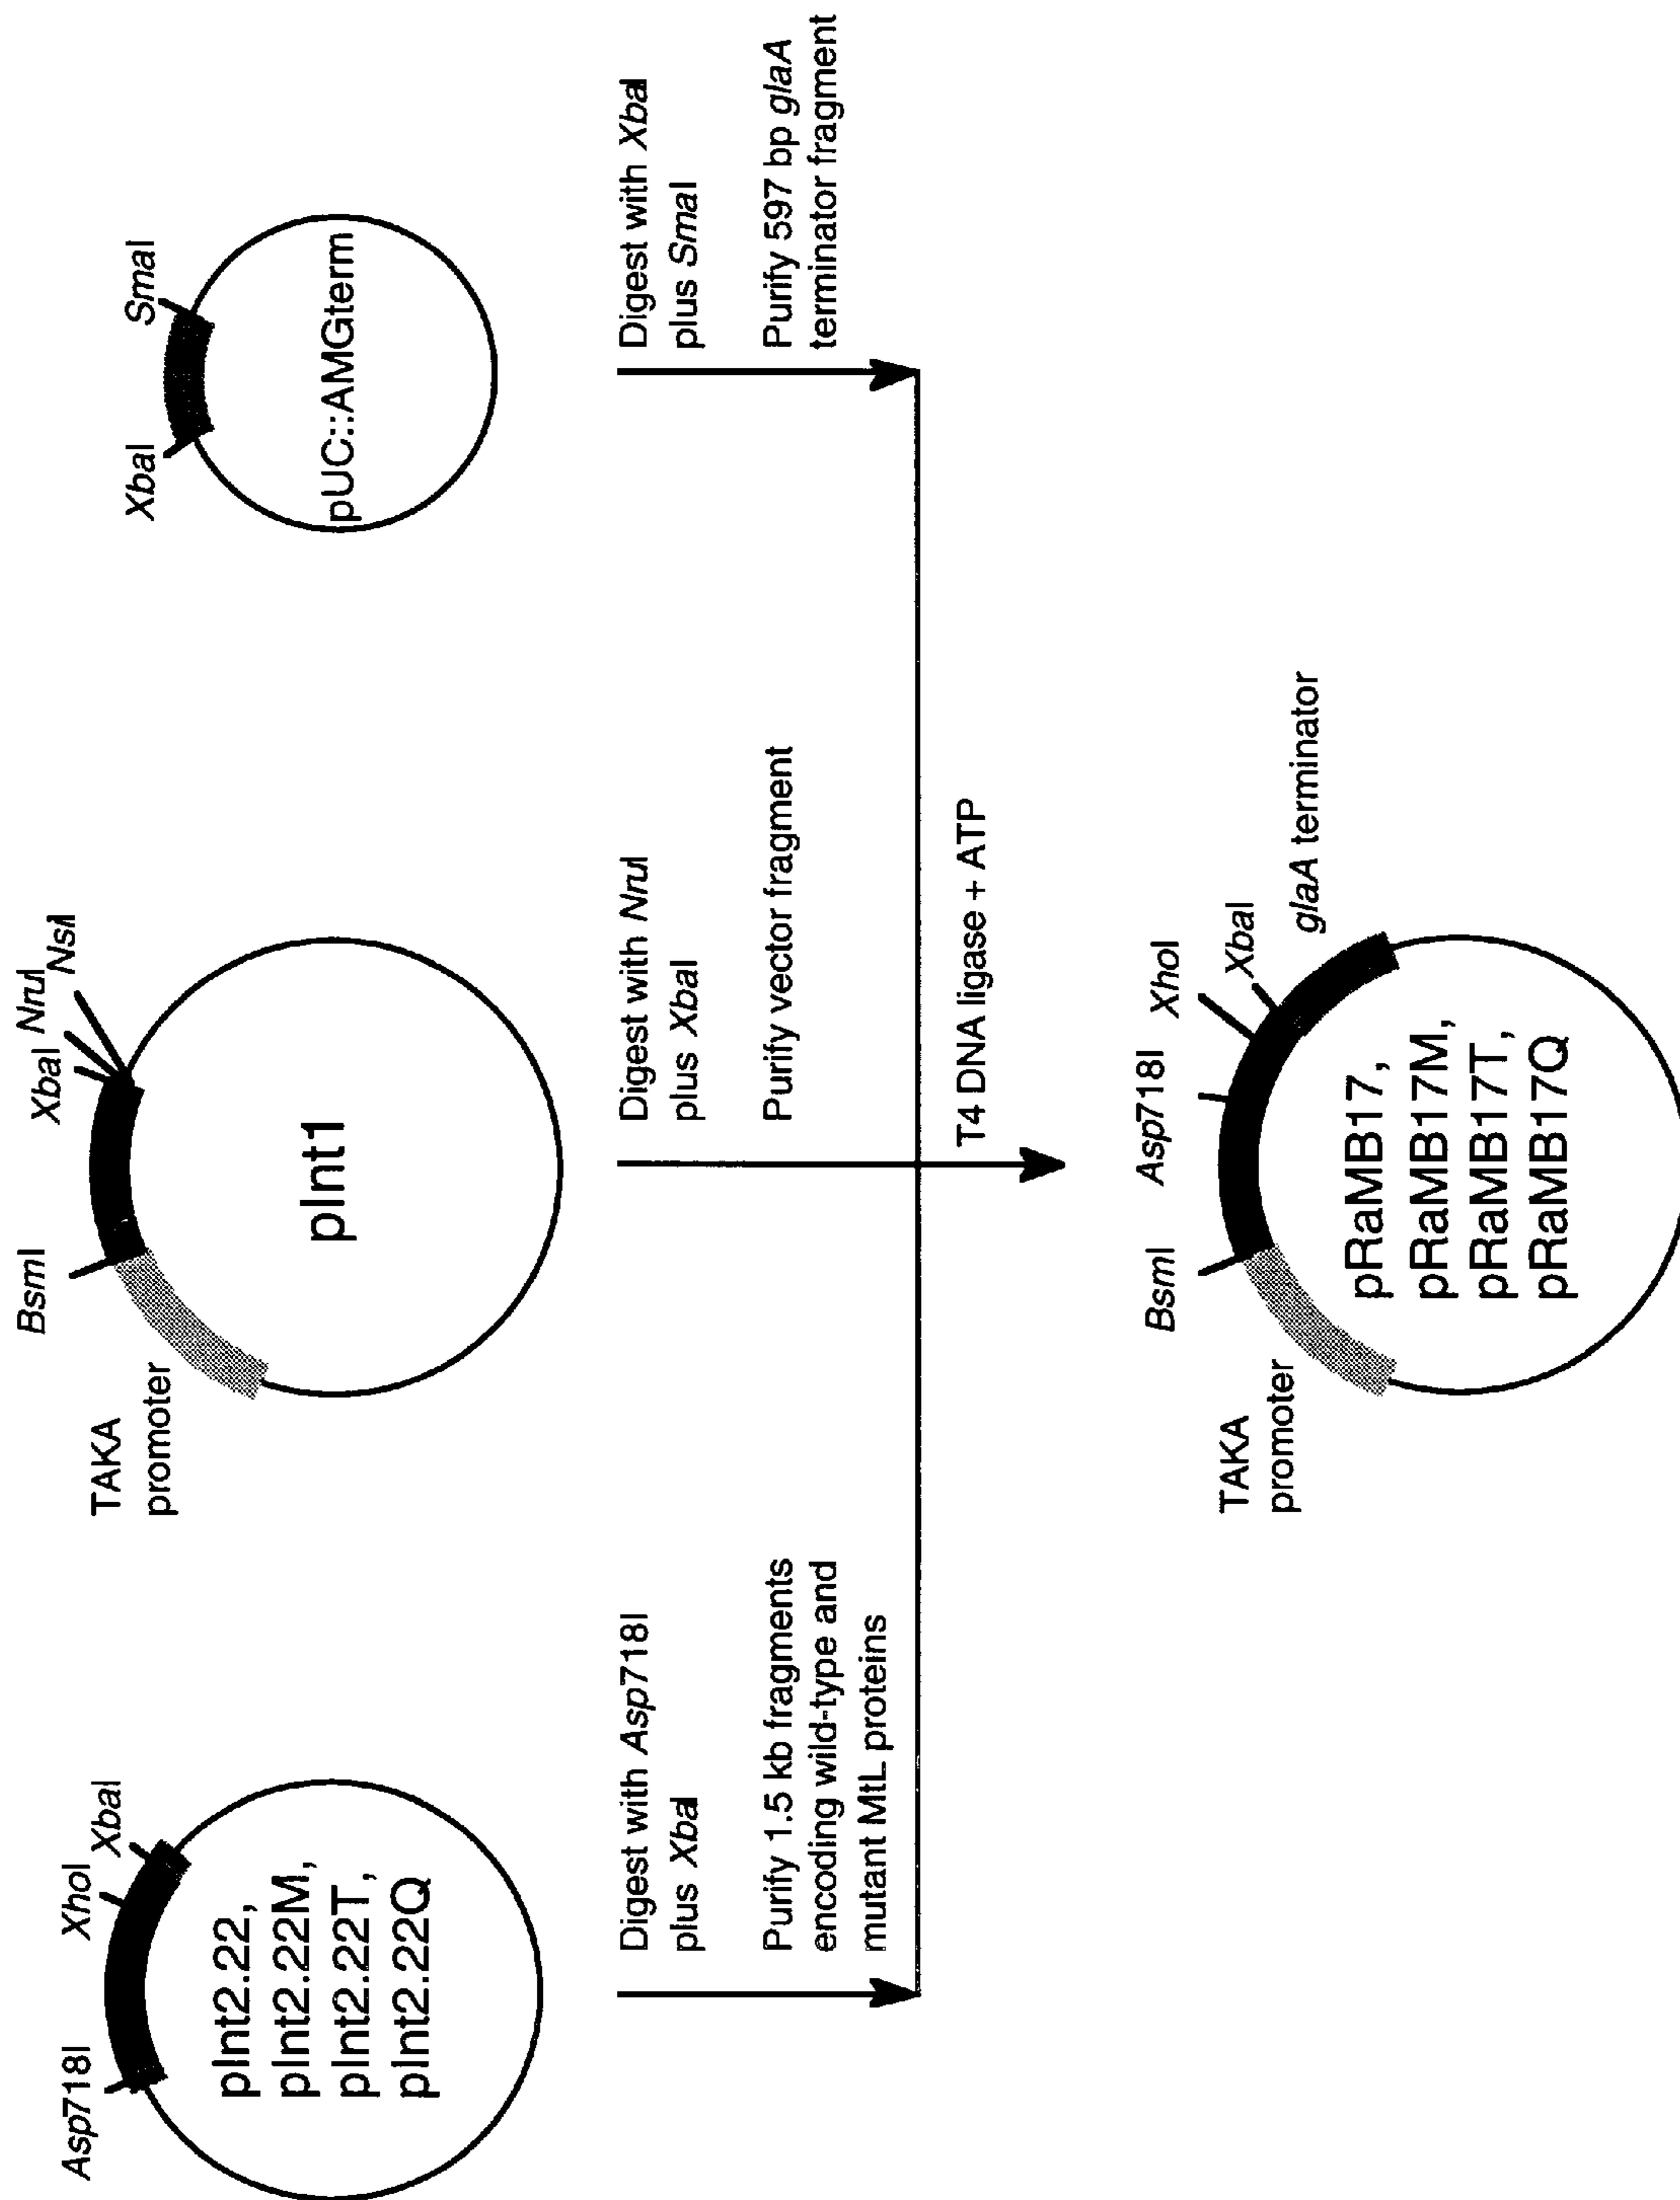 Asp718I
XhoI
XbaI
pInt2.22,
pInt2.22M,
pInt2.22T,
pInt2.22Q
TAKA
promoter
BsmI
XbaI
NruI
NsiI
pInt1
XbaI
SmaI
pUC::AMGterm
Digest with Asp718I
plus XbaI
Purify 1.5 kb fragments
encoding wild-type and
mutant MtL proteins
Digest with NruI
plus XbaI
Purify vector fragment
Digest with XbaI
plus SmaI
Purify 597 bp glaA
terminator fragment
T4 DNA ligase + ATP
TAKA
promoter
BsmI
Asp718I
XhoI
XbaI
glaA terminator
pRaMB17,
pRaMB17M,
pRaMB17T,
pRaMB17Q